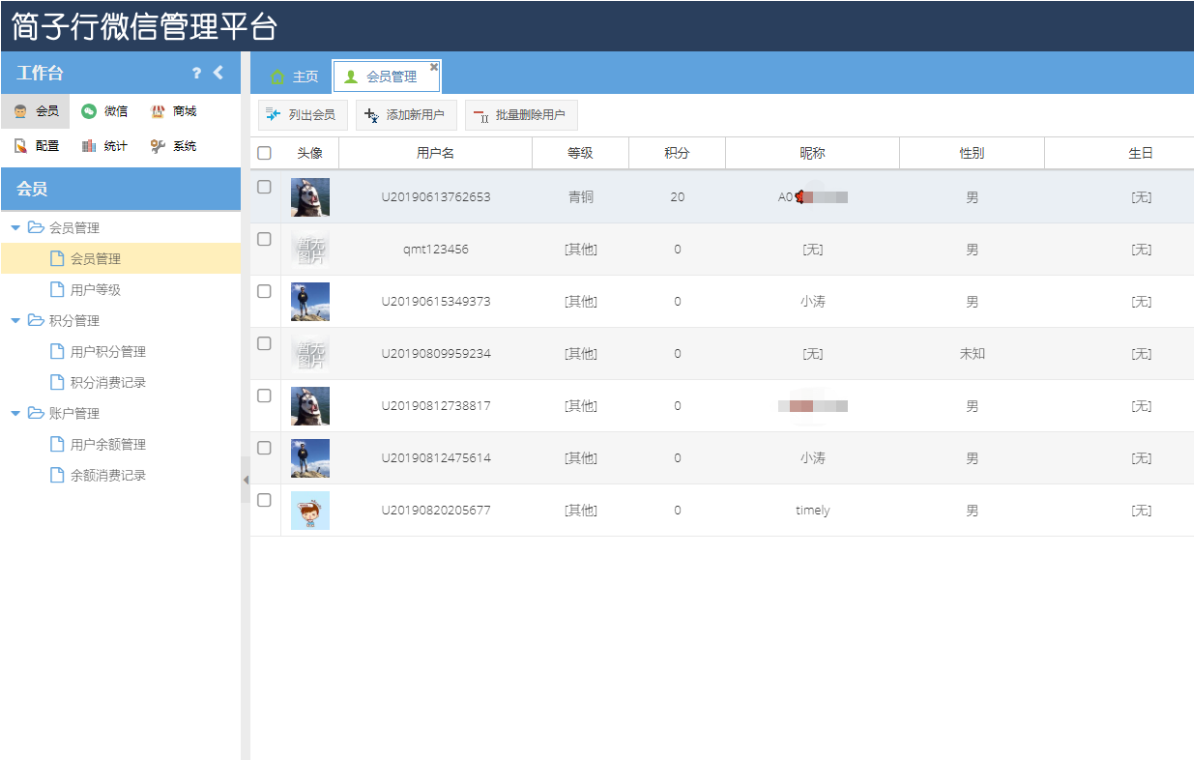 简子行微信管理平台
工作台 ?
会员 微信 商城
配置 统计 系统
会员
会员管理
会员管理
用户等级
积分管理
用户积分管理
积分消费记录
账户管理
用户余额管理
余额消费记录
主页 会员管理
列出会员 添加新用户 批量删除用户
头像 用户名 等级 积分 昵称 性别 生日
U20190613762653 青铜 20 A0 男 [无]
暂无图片 qmt123456 [其他] 0 [无] 男 [无]
U20190615349373 [其他] 0 小涛 男 [无]
暂无图片 U20190809959234 [其他] 0 [无] 未知 [无]
U20190812738817 [其他] 0 男 [无]
U20190812475614 [其他] 0 小涛 男 [无]
U20190820205677 [其他] 0 timely 男 [无]